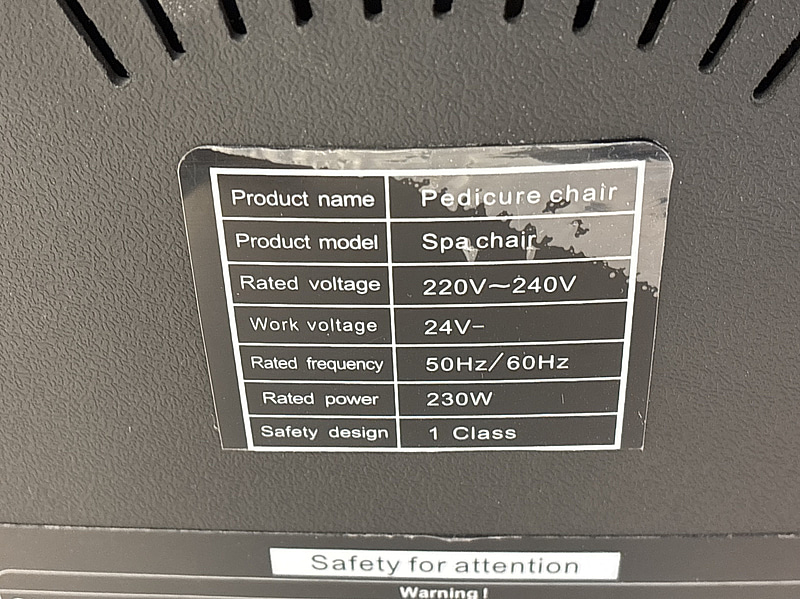 Product name Pedicure chair
Product model Spa chair
Rated voltage 220V~240V
Work voltage 24V-
Rated frequency 50Hz/60Hz
Rated power 230W
Safety design 1 Class
Safety for attention
Warning!